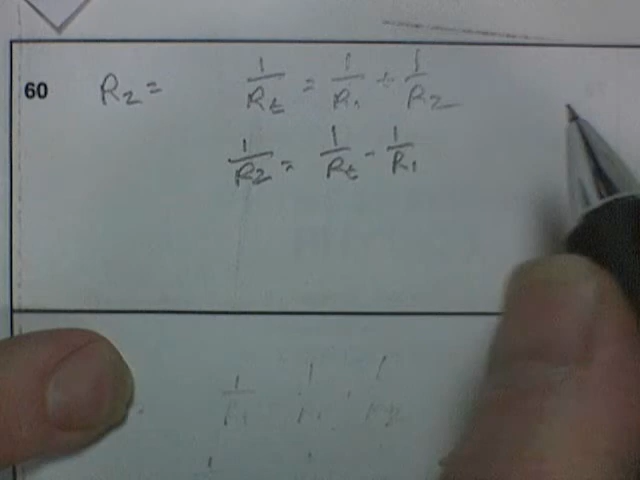 60 R₂ = 1/Rt = 1/R₁ + 1/R₂
1/R₂ = 1/Rt - 1/R₁